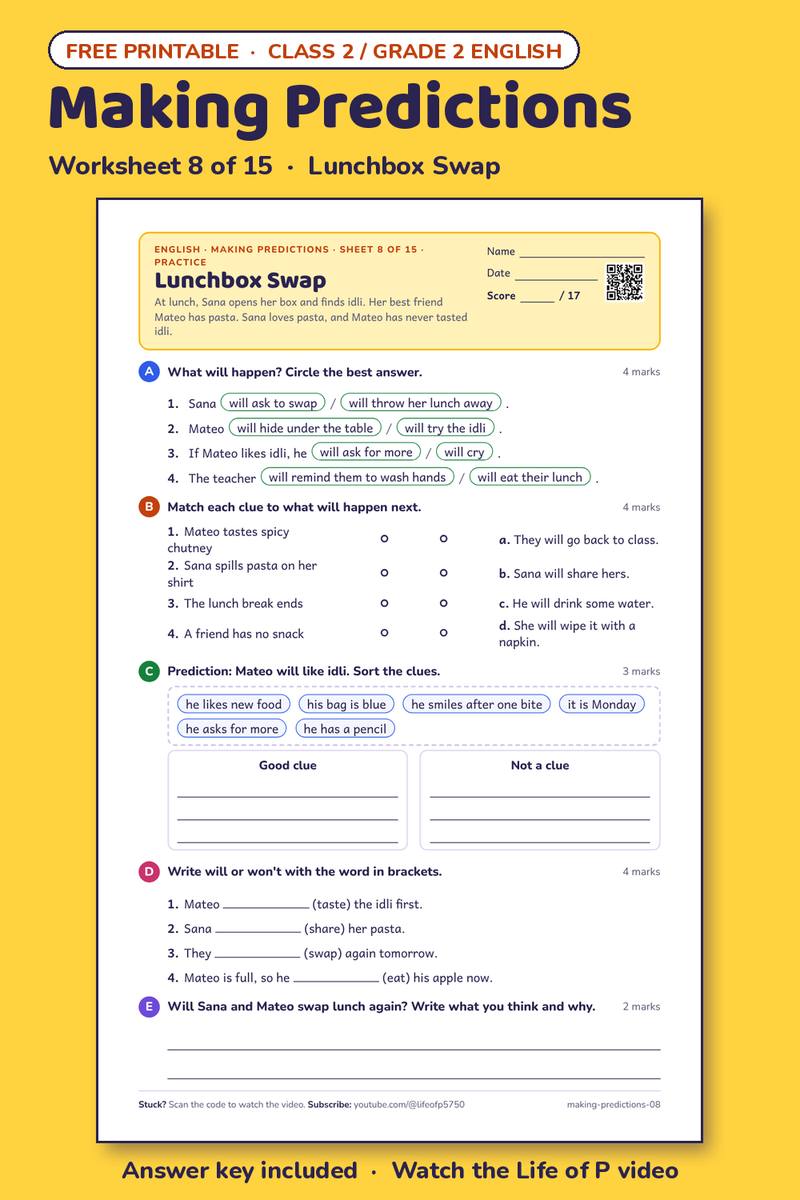 FREE PRINTABLE · CLASS 2 / GRADE 2 ENGLISH
Making Predictions
Worksheet 8 of 15 · Lunchbox Swap
ENGLISH · MAKING PREDICTIONS · SHEET 8 OF 15 ·
PRACTICE
Lunchbox Swap
At lunch, Sana opens her box and finds idli. Her best friend
Mateo has pasta. Sana loves pasta, and Mateo has never tasted
idli.
Name
Date
Score / 17
A What will happen? Circle the best answer. 4 marks
1. Sana will ask to swap / will throw her lunch away .
2. Mateo will hide under the table / will try the idli .
3. If Mateo likes idli, he will ask for more / will cry .
4. The teacher will remind them to wash hands / will eat their lunch .
B Match each clue to what will happen next. 4 marks
1. Mateo tastes spicy
chutney
a. They will go back to class.
2. Sana spills pasta on her
shirt
b. Sana will share hers.
3. The lunch break ends
c. He will drink some water.
4. A friend has no snack
d. She will wipe it with a
napkin.
C Prediction: Mateo will like idli. Sort the clues. 3 marks
he likes new food his bag is blue he smiles after one bite it is Monday
he asks for more he has a pencil
Good clue Not a clue
D Write will or won't with the word in brackets. 4 marks
1. Mateo ____ (taste) the idli first.
2. Sana ____ (share) her pasta.
3. They ____ (swap) again tomorrow.
4. Mateo is full, so he ____ (eat) his apple now.
E Will Sana and Mateo swap lunch again? Write what you think and why. 2 marks
Stuck? Scan the code to watch the video. Subscribe: youtube.com/@lifeofp5750 making-predictions-08
Answer key included · Watch the Life of P video